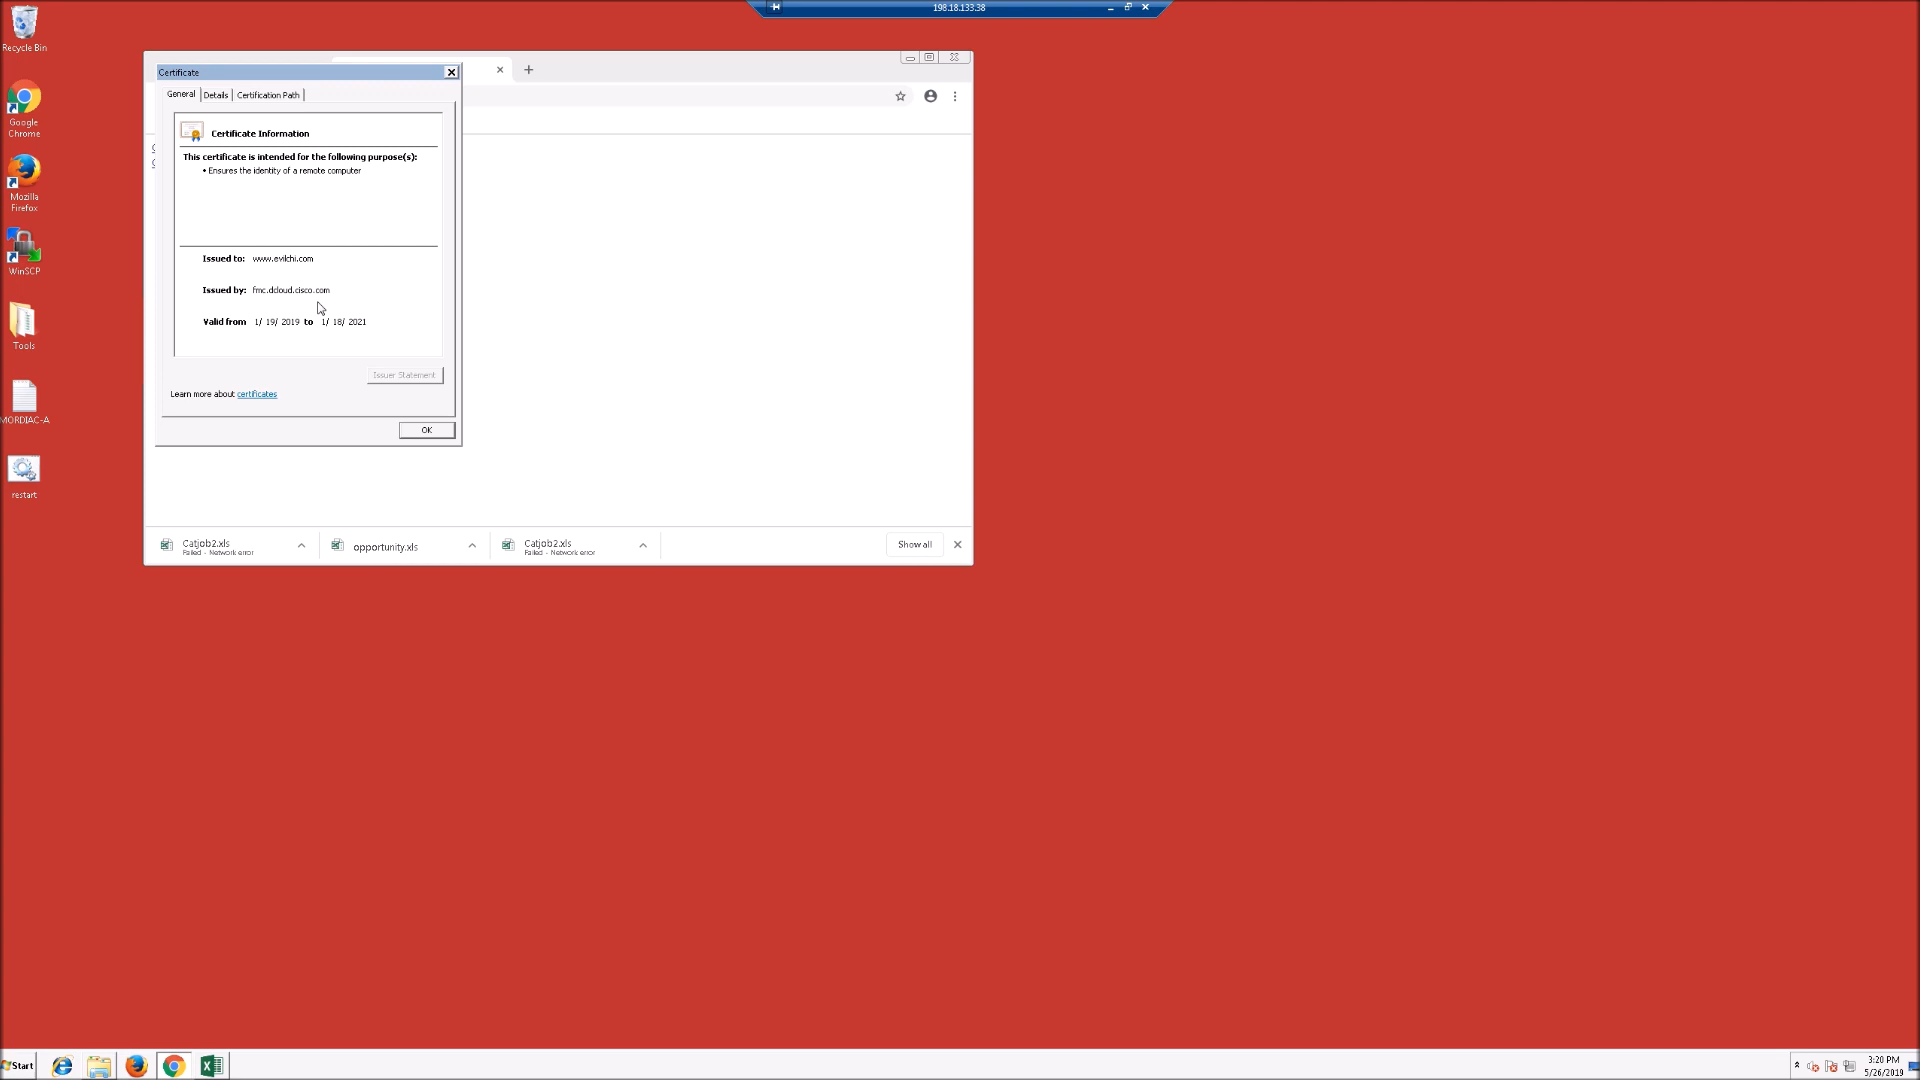 198.18.133.38
Recycle Bin
Google
Chrome
Mozilla
Firefox
WinSCP
Tools
MORDIAC-A
restart
Certificate
General
Details
Certification Path
Certificate Information
This certificate is intended for the following purpose(s):
• Ensures the identity of a remote computer
Issued to: www.evilchi.com
Issued by: fmc.dcloud.cisco.com
Valid from 1/ 19/ 2019 to 1/ 18/ 2021
Issuer Statement
Learn more about certificates
OK
Catjob2.xls
Failed - Network error
opportunity.xls
Catjob2.xls
Failed - Network error
Show all
Start
3:20 PM
5/26/2019